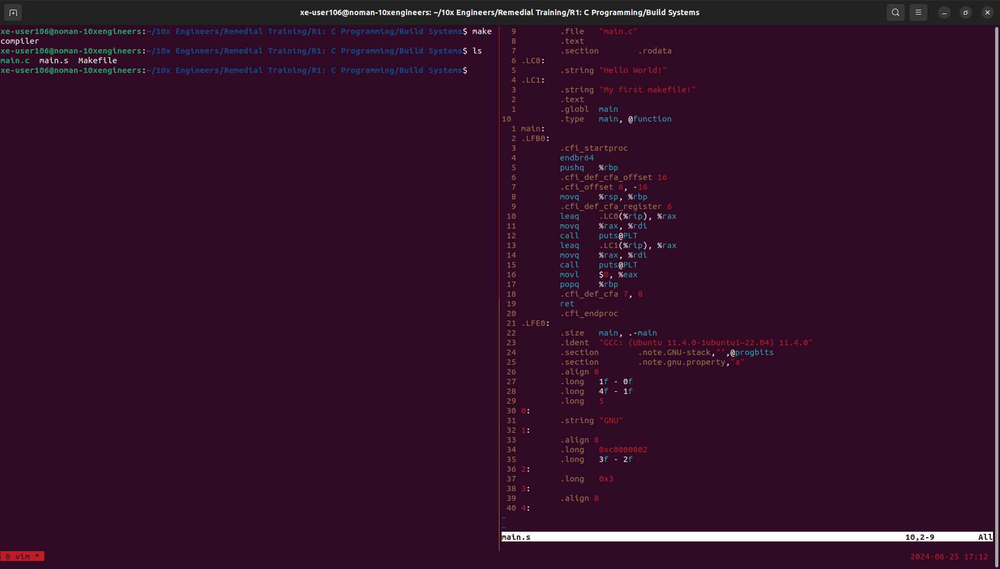 xe-user106@noman-10xengineers: ~/10x Engineers/Remedial Training/R1: C Programming/Build Systems
xe-user106@noman-10xengineers:~/10x Engineers/Remedial Training/R1: C Programming/Build Systems$ make
compiler
xe-user106@noman-10xengineers:~/10x Engineers/Remedial Training/R1: C Programming/Build Systems$ ls
main.c  main.s  Makefile
xe-user106@noman-10xengineers:~/10x Engineers/Remedial Training/R1: C Programming/Build Systems$
  9         .file   "main.c"
  8         .text
  7         .section        .rodata
  6 .LC0:
  5         .string "Hello World!"
  4 .LC1:
  3         .string "My first makefile!"
  2         .text
  1         .globl  main
10          .type   main, @function
  1 main:
  2 .LFB0:
  3         .cfi_startproc
  4         endbr64
  5         pushq   %rbp
  6         .cfi_def_cfa_offset 16
  7         .cfi_offset 6, -16
  8         movq    %rsp, %rbp
  9         .cfi_def_cfa_register 6
 10         leaq    .LC0(%rip), %rax
 11         movq    %rax, %rdi
 12         call    puts@PLT
 13         leaq    .LC1(%rip), %rax
 14         movq    %rax, %rdi
 15         call    puts@PLT
 16         movl    $0, %eax
 17         popq    %rbp
 18         .cfi_def_cfa 7, 8
 19         ret
 20         .cfi_endproc
 21 .LFE0:
 22         .size   main, .-main
 23         .ident  "GCC: (Ubuntu 11.4.0-1ubuntu1~22.04) 11.4.0"
 24         .section        .note.GNU-stack,"",@progbits
 25         .section        .note.gnu.property,"a"
 26         .align 8
 27         .long   1f - 0f
 28         .long   4f - 1f
 29         .long   5
 30 0:
 31         .string "GNU"
 32 1:
 33         .align 8
 34         .long   0xc0000002
 35         .long   3f - 2f
 36 2:
 37         .long   0x3
 38 3:
 39         .align 8
 40 4:
~
~
main.s 10,2-9 All
0 vim * 2024-06-25 17:12